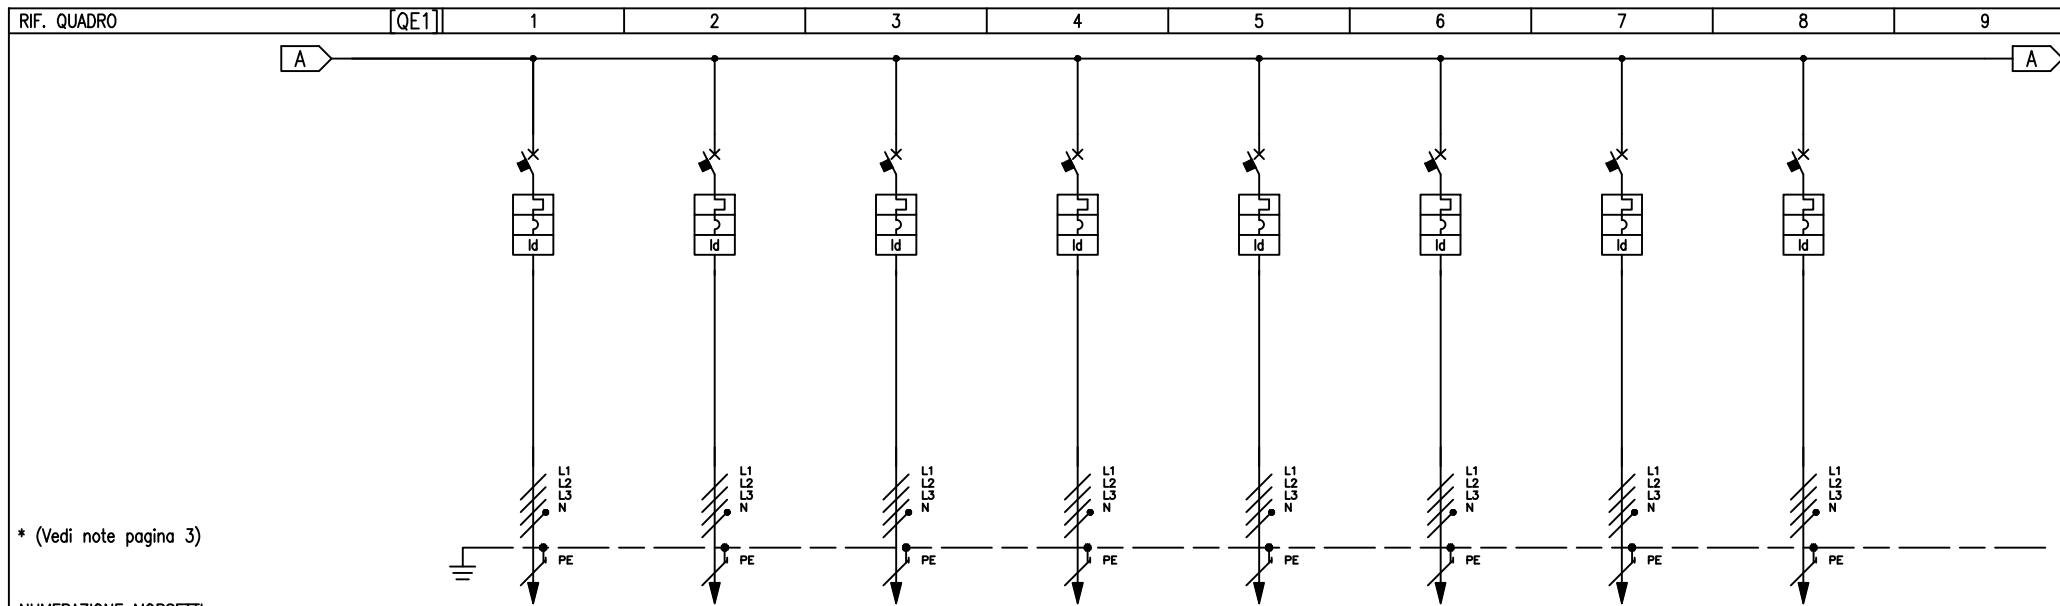 RIF. QUADRO [QE1] 1 2 3 4 5 6 7 8 9
A A
Id Id Id Id Id Id Id Id
L1 L1 L1 L1 L1 L1 L1 L1
L2 L2 L2 L2 L2 L2 L2 L2
L3 L3 L3 L3 L3 L3 L3 L3
N N N N N N N N
* (Vedi note pagina 3)
PE PE PE PE PE PE PE PE
NUMERAZIONE MORSETTI